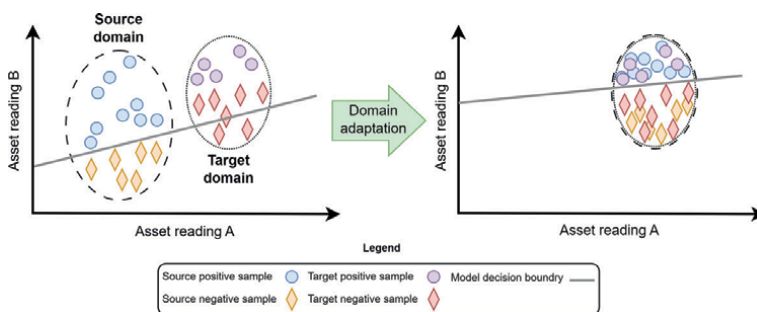 Source
domain
Asset reading B
Target
domain
Asset reading A
Domain
adaptation
Asset reading B
Asset reading A
Legend
Source positive sample Target positive sample Model decision boundry
Source negative sample Target negative sample